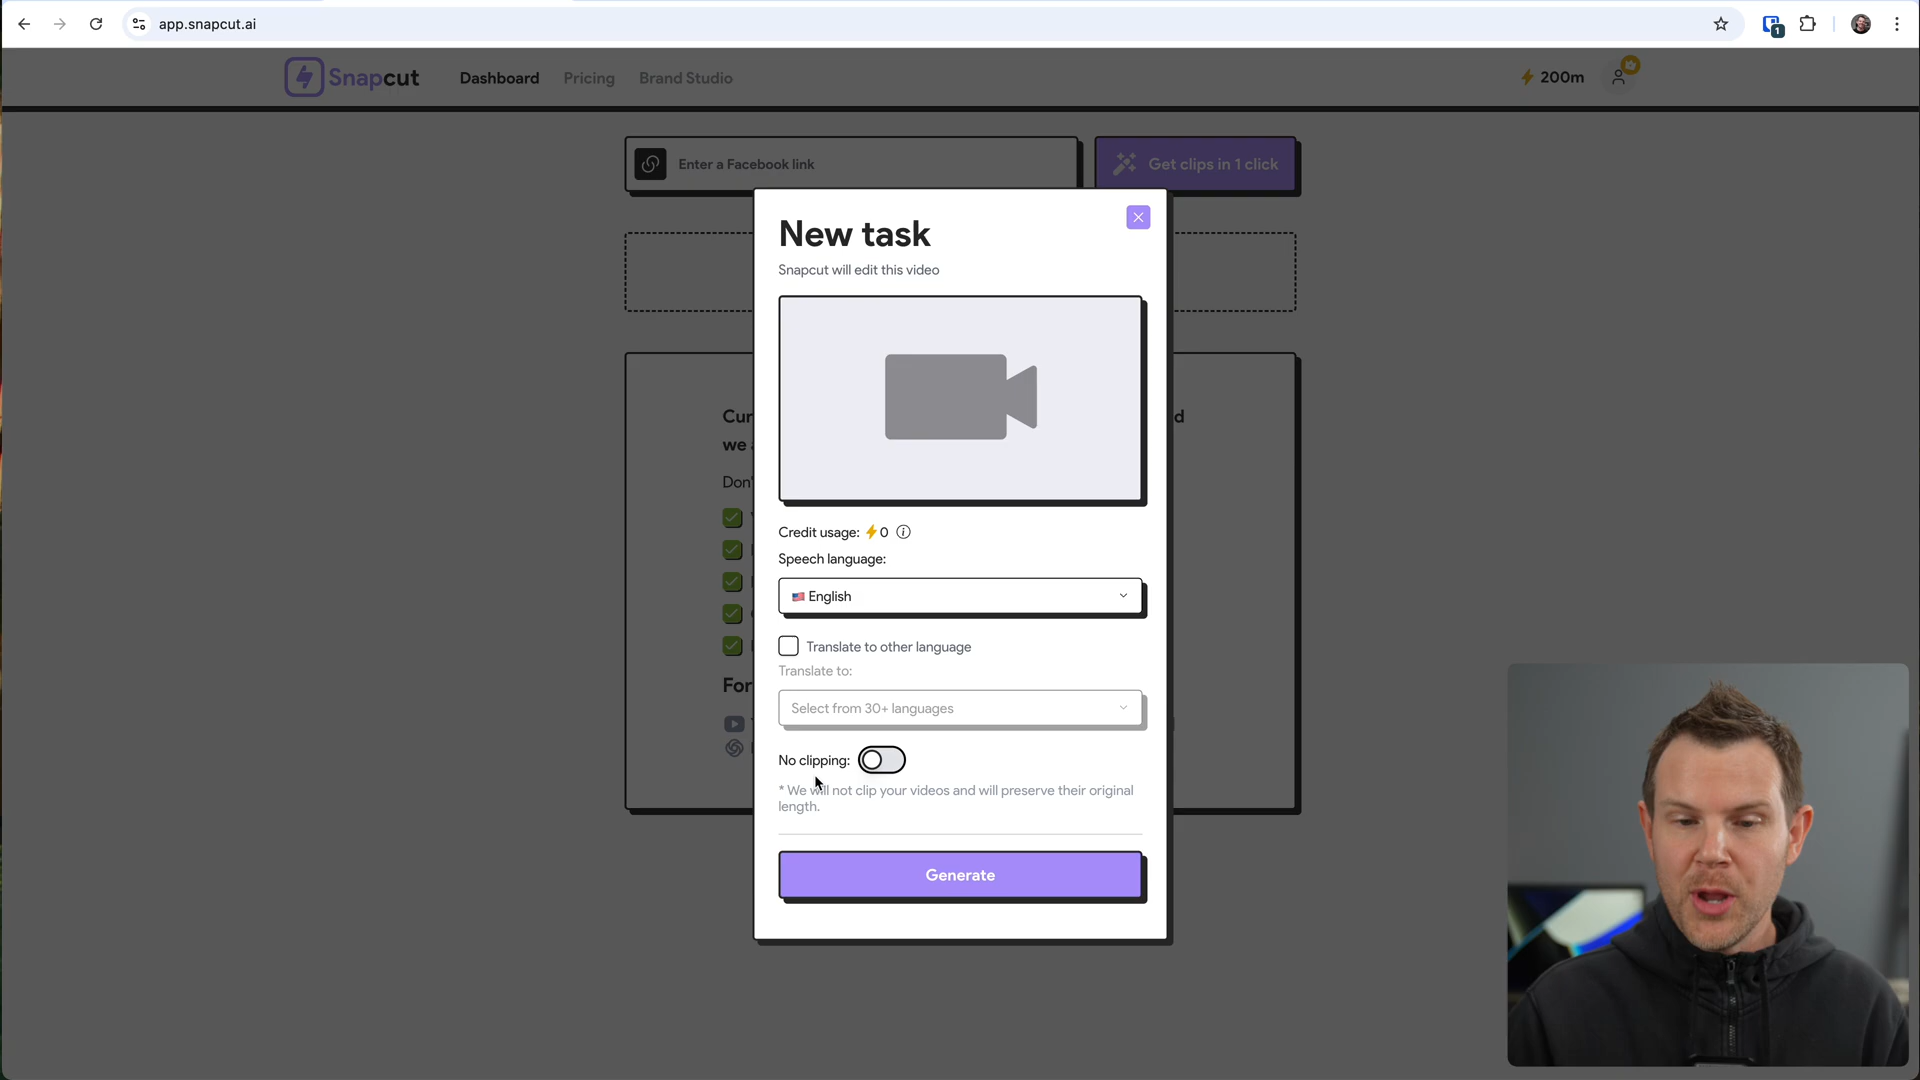 app.snapcut.ai
1
Snapcut
Dashboard
Pricing
Brand Studio
200m
Enter a Facebook link
Get clips in 1 click
New task
Snapcut will edit this video
Credit usage: 0
Speech language:
English
Translate to other language
Translate to:
Select from 30+ languages
No clipping:
* We will not clip your videos and will preserve their original
length.
Generate